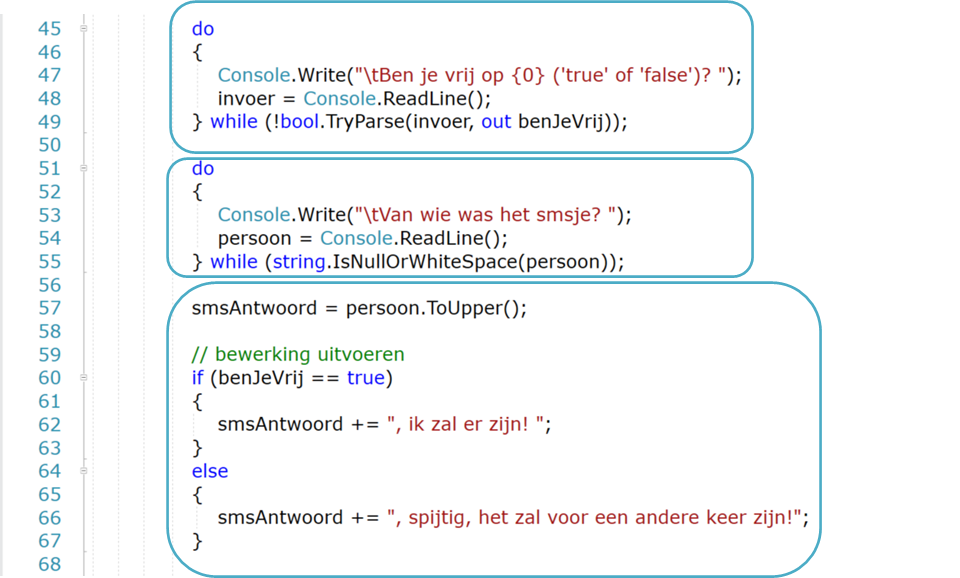 45 do
46 {
47 Console.Write("\tBen je vrij op {0} ('true' of 'false')? ");
48 invoer = Console.ReadLine();
49 } while (!bool.TryParse(invoer, out benJeVrij));
50
51 do
52 {
53 Console.Write("\tVan wie was het smsje? ");
54 persoon = Console.ReadLine();
55 } while (string.IsNullOrWhiteSpace(persoon));
56
57 smsAntwoord = persoon.ToUpper();
58
59 // bewerking uitvoeren
60 if (benJeVrij == true)
61 {
62 smsAntwoord += ", ik zal er zijn! ";
63 }
64 else
65 {
66 smsAntwoord += ", spijtig, het zal voor een andere keer zijn!";
67 }
68